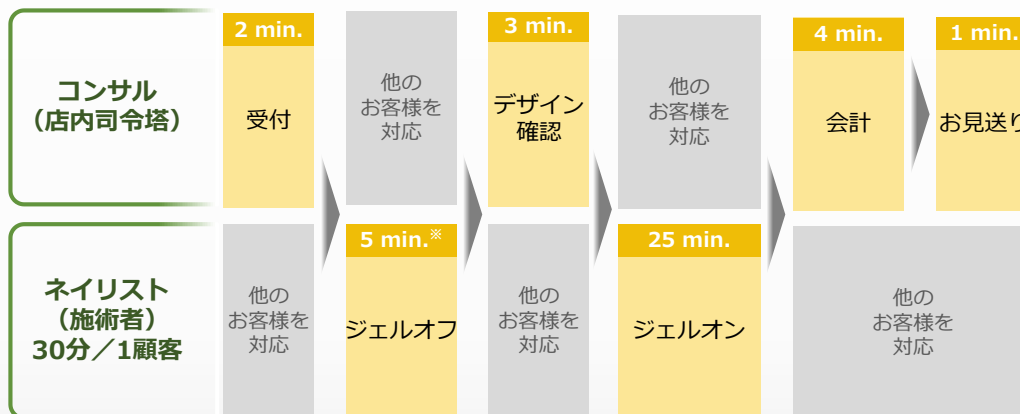 コンサル
（店内司令塔）
2 min.
受付
他の
お客様を
対応
3 min.
デザイン
確認
他の
お客様を
対応
4 min.
会計
1 min.
お見送り
ネイリスト
（施術者）
30分／1顧客
他の
お客様を
対応
5 min.※
ジェルオフ
他の
お客様を
対応
25 min.
ジェルオン
他の
お客様を
対応